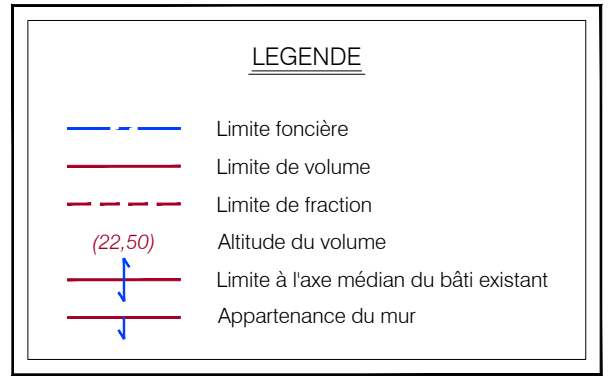 LEGENDE
Limite foncière
Limite de volume
Limite de fraction
(22,50) Altitude du volume
Limite à l'axe médian du bâti existant
Appartenance du mur